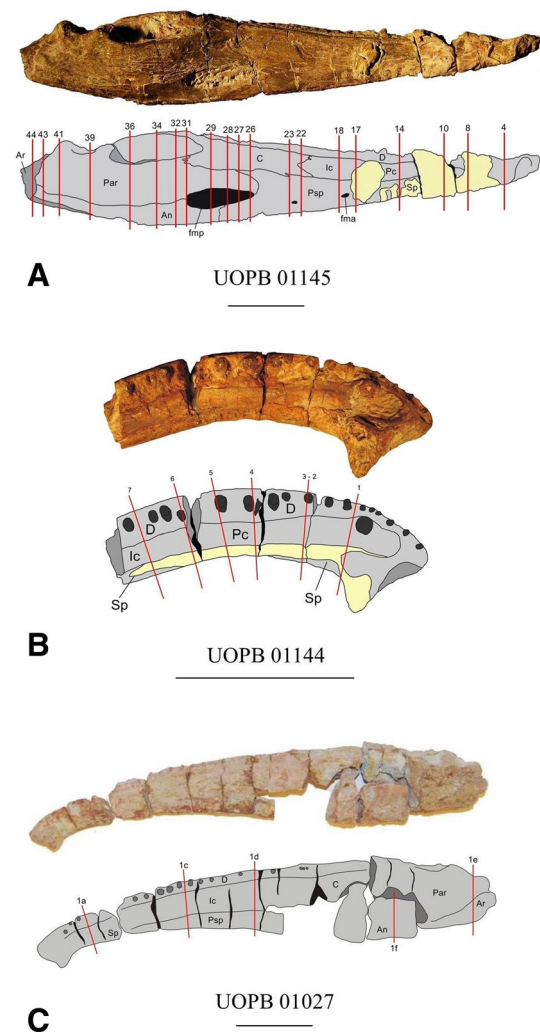 44 43 41 39 36 34 32 31 29 28 27 26 23 22 18 17 14 10 8 4
Ar
D
C
Ic
Pc
Par
Psp
Sp
An
fmp
fma
A
UOPB 01145
7 6 5 4 3 - 2 1
D D
Ic Pc
Sp Sp
B
UOPB 01144
1a 1c 1d 1e
D
C
Ic
Par
Sp
Psp
Ar
An
1f
C
UOPB 01027